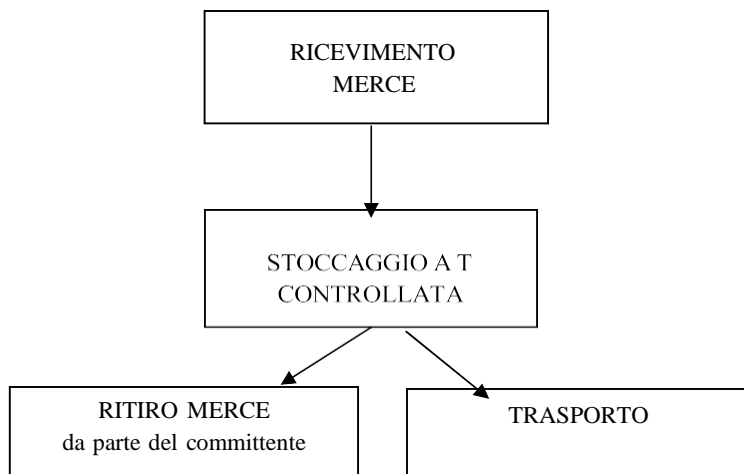 RICEVIMENTO
MERCE
STOCCAGGIO A T
CONTROLLATA
RITIRO MERCE
da parte del committente
TRASPORTO